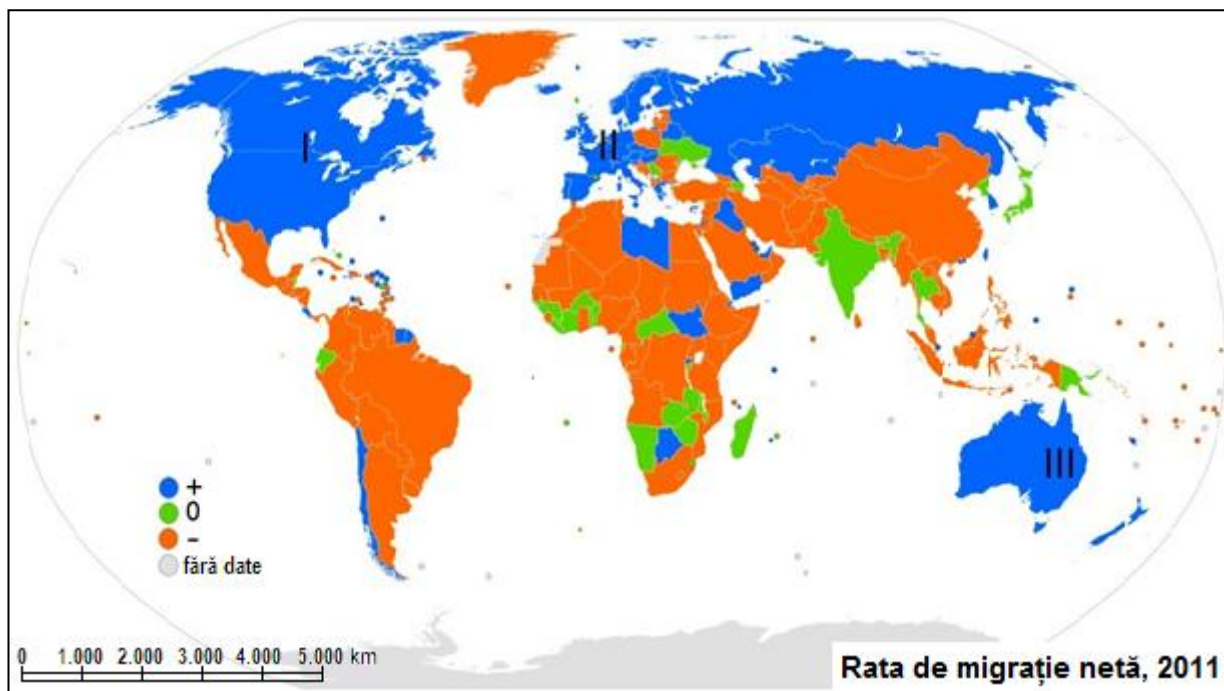 I
II
III
+
0
−
fără date
0 1.000 2.000 3.000 4.000 5.000 km
Rata de migrație netă, 2011